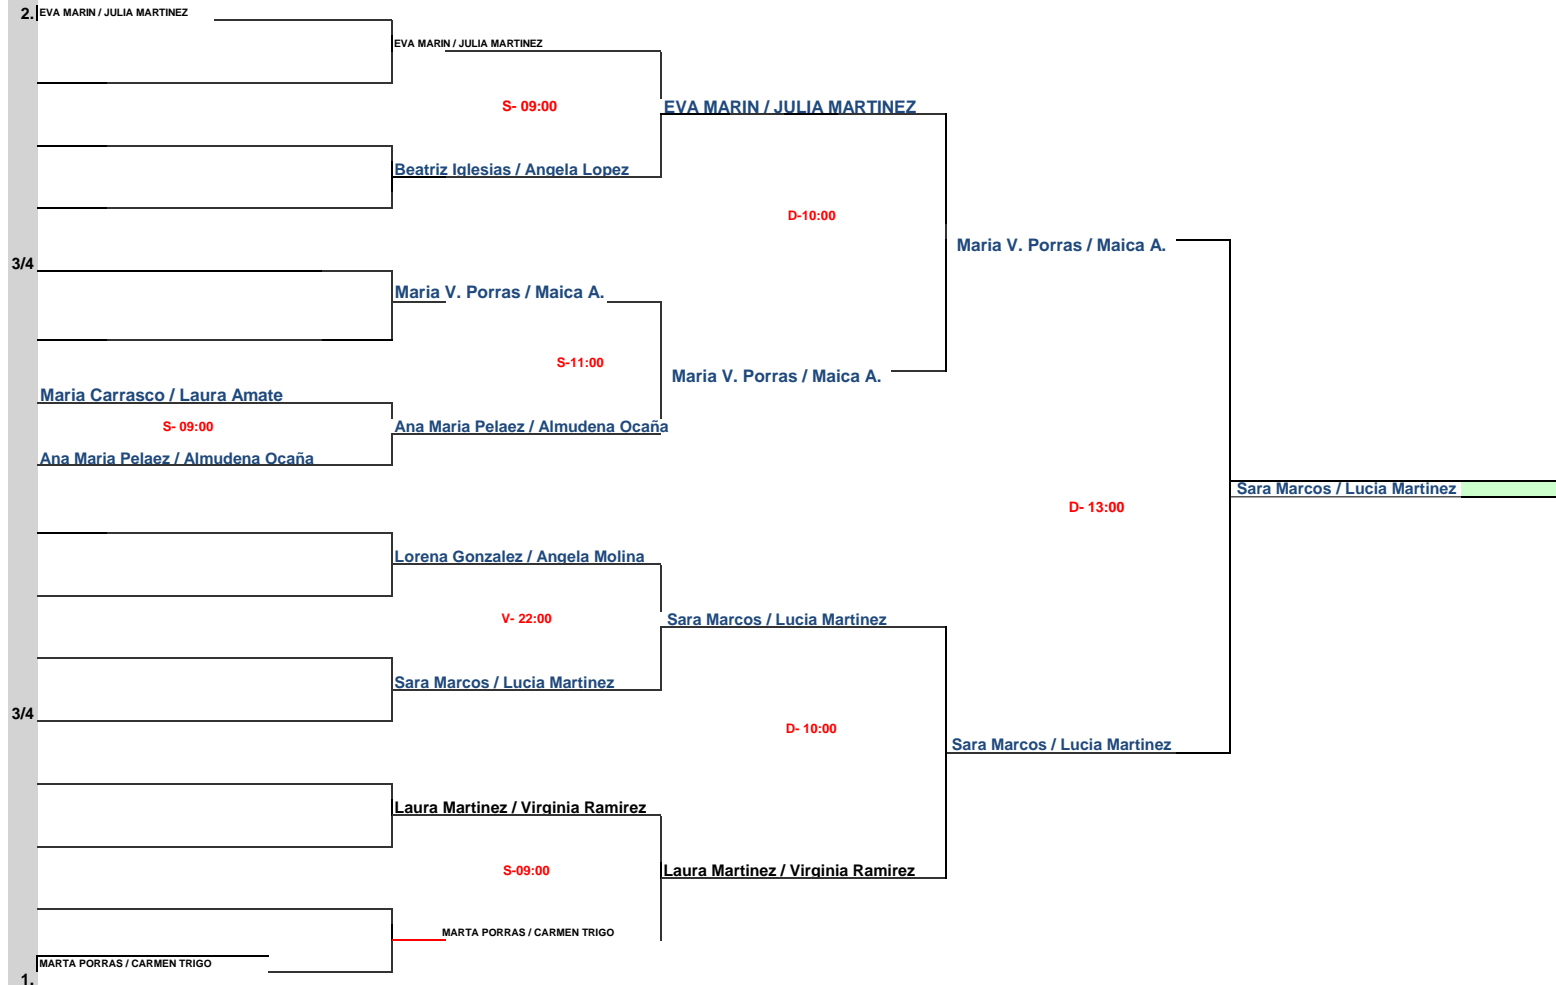 2. EVA MARIN / JULIA MARTINEZ
EVA MARIN / JULIA MARTINEZ
S- 09:00
EVA MARIN / JULIA MARTINEZ
Beatriz Iglesias / Angela Lopez
D-10:00
Maria V. Porras / Maica A.
3/4
Maria V. Porras / Maica A.
S-11:00
Maria V. Porras / Maica A.
Maria Carrasco / Laura Amate
S- 09:00
Ana Maria Pelaez / Almudena Ocaña
Ana Maria Pelaez / Almudena Ocaña
Sara Marcos / Lucia Martinez
D- 13:00
Lorena Gonzalez / Angela Molina
V- 22:00
Sara Marcos / Lucia Martinez
Sara Marcos / Lucia Martinez
3/4
D- 10:00
Sara Marcos / Lucia Martinez
Laura Martinez / Virginia Ramirez
S-09:00
Laura Martinez / Virginia Ramirez
MARTA PORRAS / CARMEN TRIGO
MARTA PORRAS / CARMEN TRIGO
1.